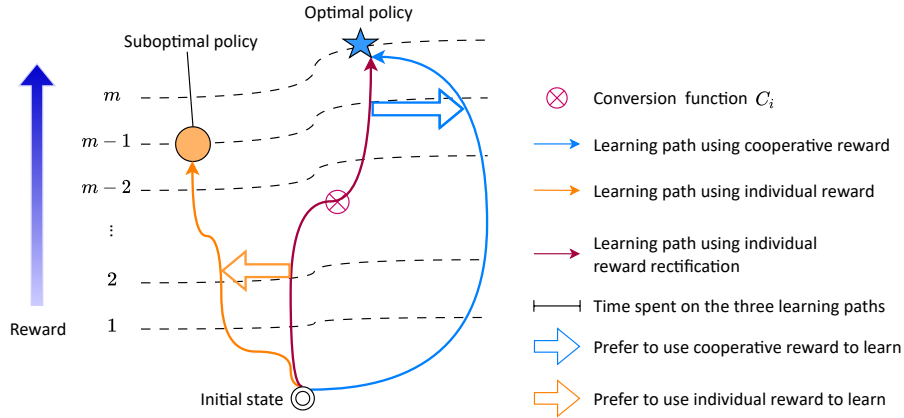 Optimal policy
Suboptimal policy
m
m − 1
m − 2
⋮
2
1
Reward
Initial state
Conversion function C_i
Learning path using cooperative reward
Learning path using individual reward
Learning path using individual
reward rectification
Time spent on the three learning paths
Prefer to use cooperative reward to learn
Prefer to use individual reward to learn